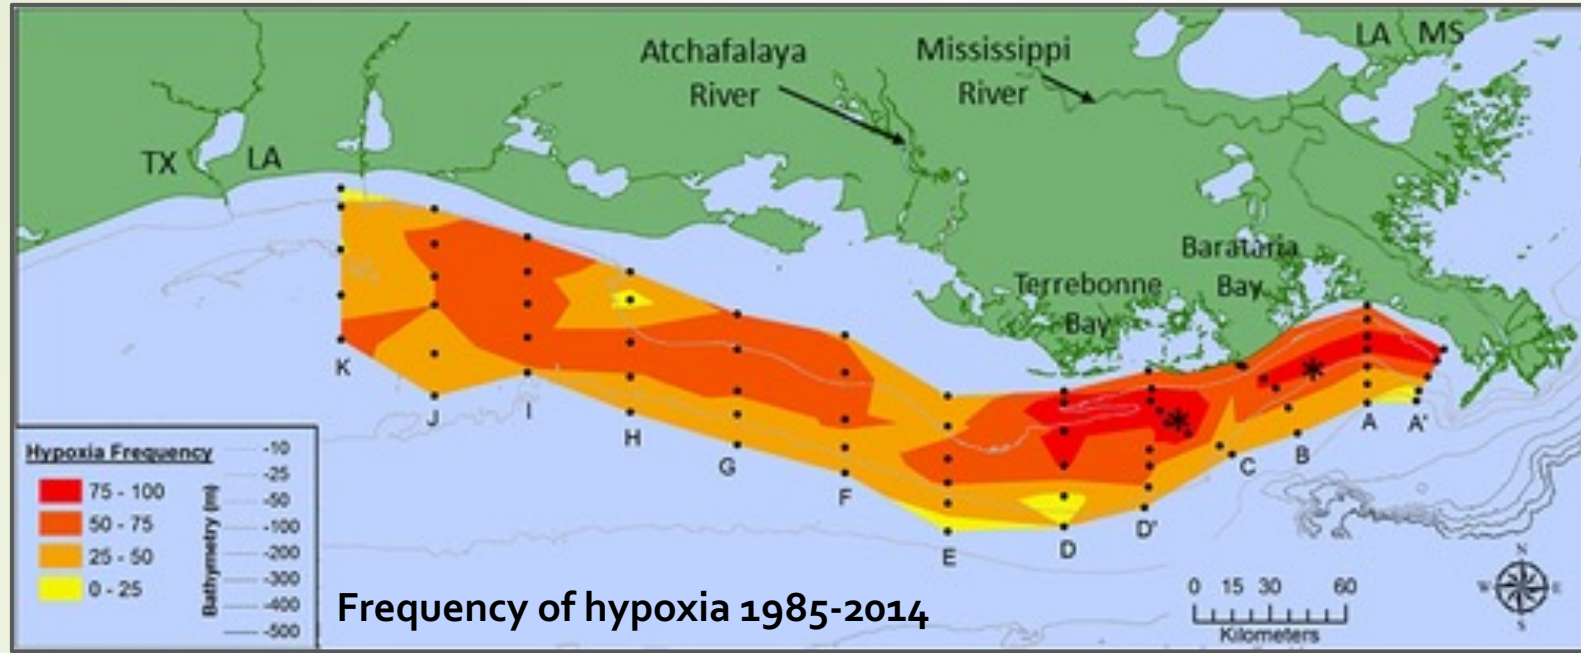 LA MS
Atchafalaya
River
Mississippi
River
TX LA
Barataria
Bay
Terrebonne
Bay
K
J
I
H
G
F
E
D
D'
C
B
A
A'
Hypoxia Frequency
75 - 100
50 - 75
25 - 50
0 - 25
Bathymetry (m)
-10
-25
-50
-100
-200
-300
-400
-500
Frequency of hypoxia 1985-2014
0 15 30 60
Kilometers
N
W E
S